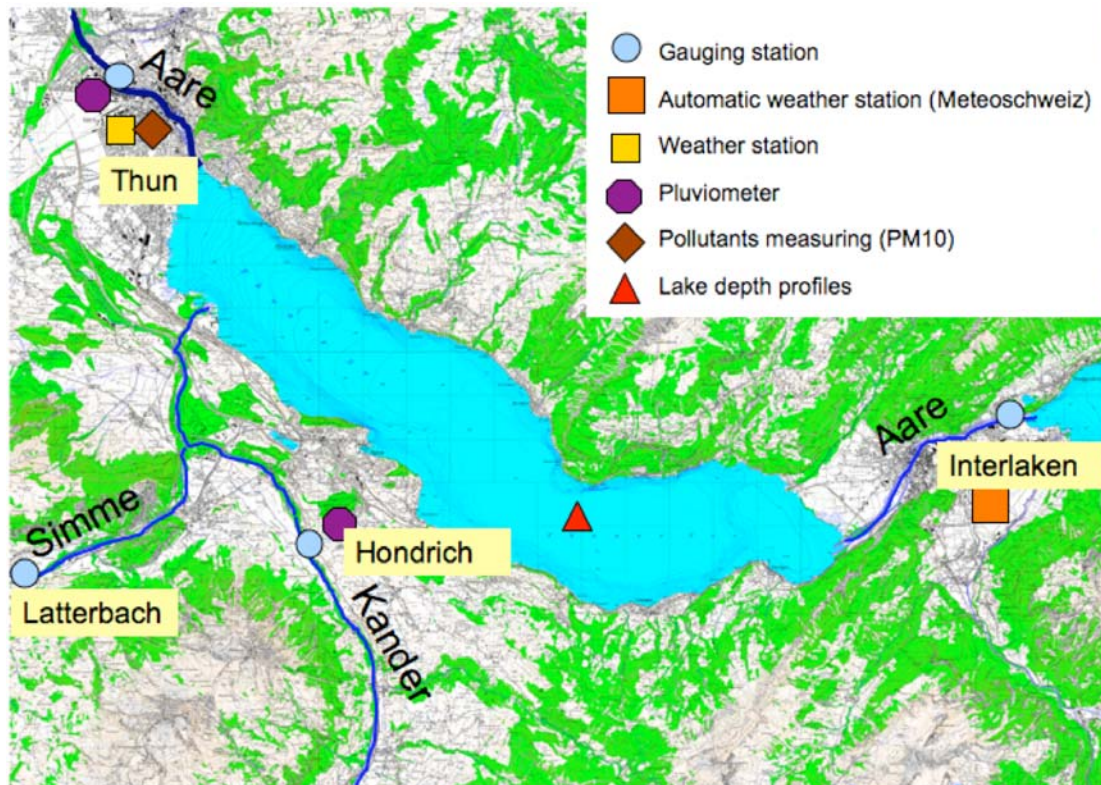 Aare
Thun
Gauging station
Automatic weather station (Meteoschweiz)
Weather station
Pluviometer
Pollutants measuring (PM10)
Lake depth profiles
Aare
Interlaken
Simme
Hondrich
Latterbach
Kander